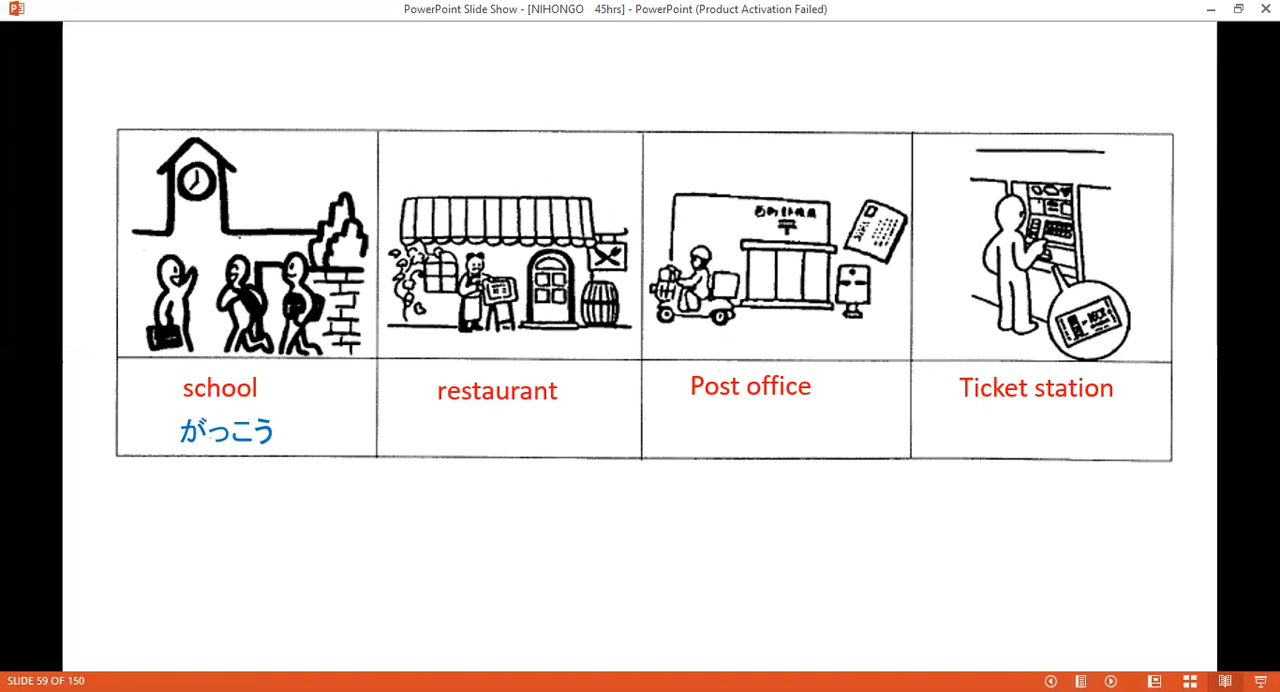 PowerPoint Slide Show - [NIHONGO 45hrs] - PowerPoint (Product Activation Failed)
school
がっこう
restaurant
Post office
Ticket station
〒
SLIDE 59 OF 150